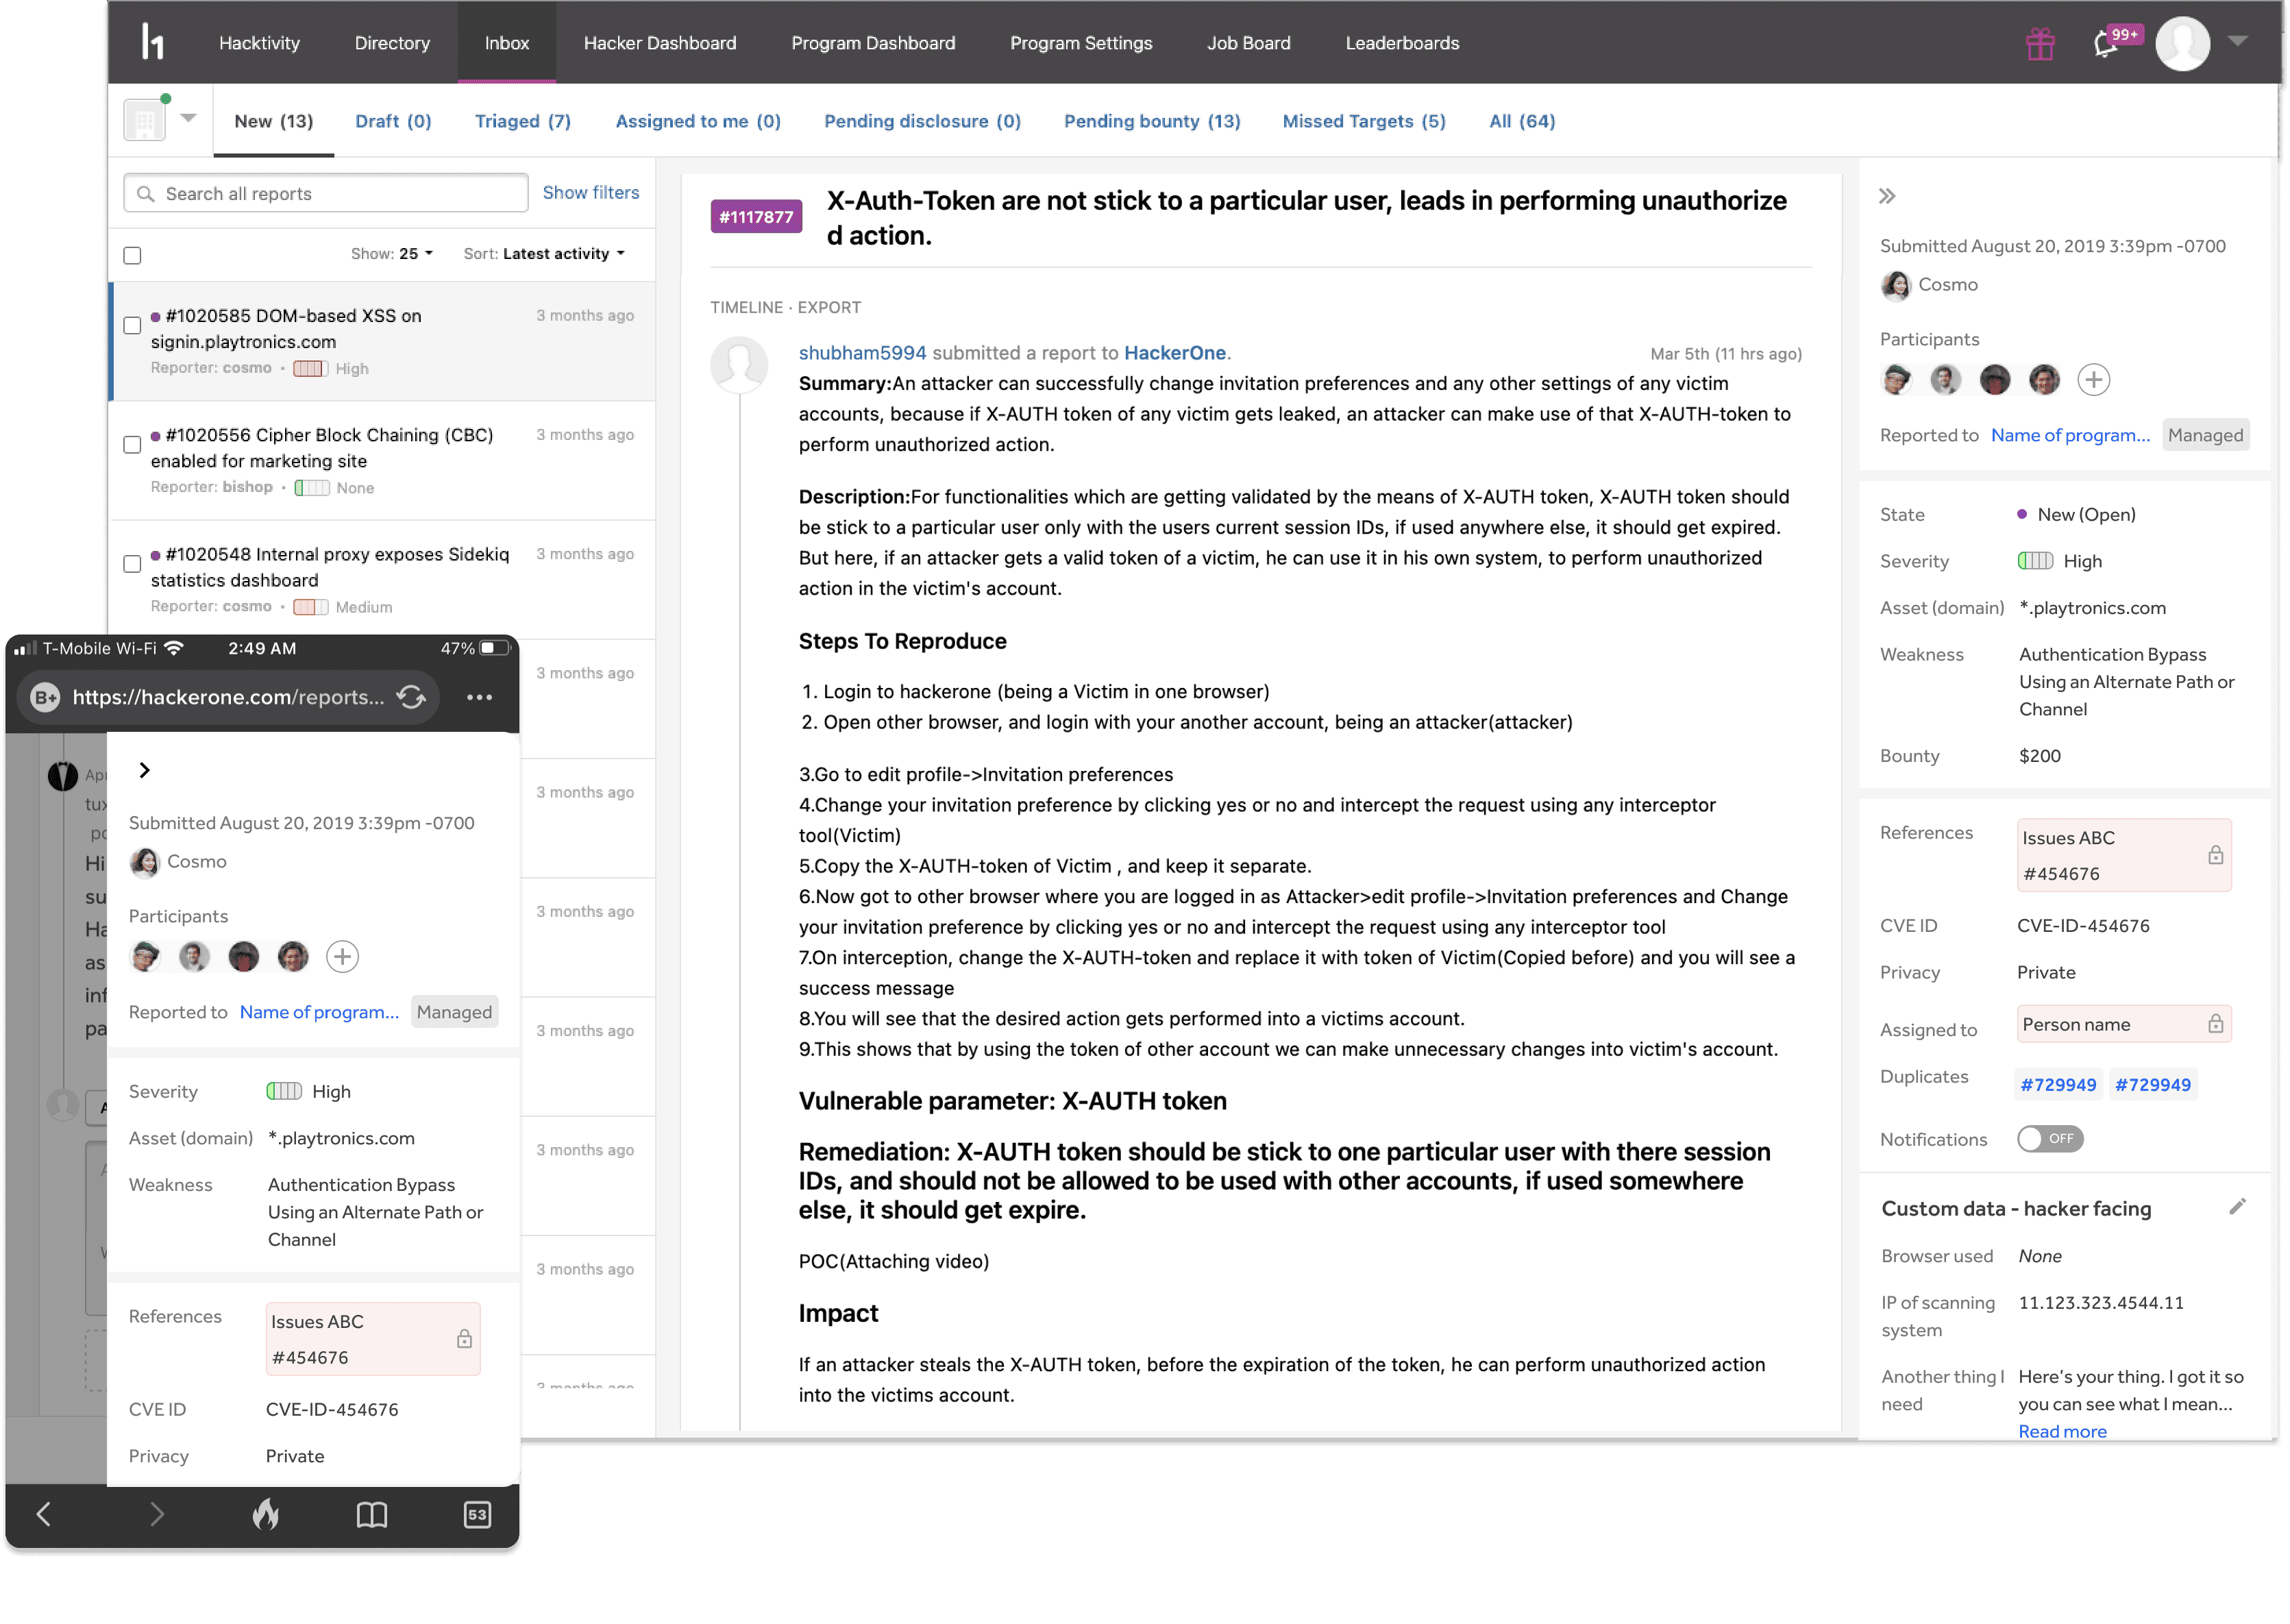 Hacktivity
Directory
Inbox
Hacker Dashboard
Program Dashboard
Program Settings
Job Board
Leaderboards
99+
New (13)
Draft (0)
Triaged (7)
Assigned to me (0)
Pending disclosure (0)
Pending bounty (13)
Missed Targets (5)
All (64)
Search all reports
Show filters
Show: 25
Sort: Latest activity
#1020585 DOM-based XSS on
signin.playtronics.com
3 months ago
Reporter: cosmo • High
#1020556 Cipher Block Chaining (CBC)
enabled for marketing site
3 months ago
Reporter: bishop • None
#1020548 Internal proxy exposes Sidekiq
statistics dashboard
3 months ago
Reporter: cosmo • Medium
3 months ago
3 months ago
3 months ago
3 months ago
3 months ago
3 months ago
3 months ago
#1117877
X-Auth-Token are not stick to a particular user, leads in performing unauthorize
d action.
TIMELINE · EXPORT
shubham5994 submitted a report to HackerOne.
Mar 5th (11 hrs ago)
Summary:An attacker can successfully change invitation preferences and any other settings of any victim
accounts, because if X-AUTH token of any victim gets leaked, an attacker can make use of that X-AUTH-token to
perform unauthorized action.
Description:For functionalities which are getting validated by the means of X-AUTH token, X-AUTH token should
be stick to a particular user only with the users current session IDs, if used anywhere else, it should get expired.
But here, if an attacker gets a valid token of a victim, he can use it in his own system, to perform unauthorized
action in the victim's account.
Steps To Reproduce
1. Login to hackerone (being a Victim in one browser)
2. Open other browser, and login with your another account, being an attacker(attacker)
3.Go to edit profile->Invitation preferences
4.Change your invitation preference by clicking yes or no and intercept the request using any interceptor
tool(Victim)
5.Copy the X-AUTH-token of Victim , and keep it separate.
6.Now got to other browser where you are logged in as Attacker>edit profile->Invitation preferences and Change
your invitation preference by clicking yes or no and intercept the request using any interceptor tool
7.On interception, change the X-AUTH-token and replace it with token of Victim(Copied before) and you will see a
success message
8.You will see that the desired action gets performed into a victims account.
9.This shows that by using the token of other account we can make unnecessary changes into victim's account.
Vulnerable parameter: X-AUTH token
Remediation: X-AUTH token should be stick to one particular user with there session
IDs, and should not be allowed to be used with other accounts, if used somewhere
else, it should get expire.
POC(Attaching video)
Impact
If an attacker steals the X-AUTH token, before the expiration of the token, he can perform unauthorized action
into the victims account.
Submitted August 20, 2019 3:39pm -0700
Cosmo
Participants
Reported to Name of program... Managed
State New (Open)
Severity High
Asset (domain) *.playtronics.com
Weakness Authentication Bypass
Using an Alternate Path or
Channel
Bounty $200
References Issues ABC
#454676
CVE ID CVE-ID-454676
Privacy Private
Assigned to Person name
Duplicates #729949 #729949
Notifications OFF
Custom data - hacker facing
Browser used None
IP of scanning 11.123.323.4544.11
system
Another thing I Here's your thing. I got it so
need you can see what I mean...
Read more
T-Mobile Wi-Fi 2:49 AM 47%
B+ https://hackerone.com/reports...
Submitted August 20, 2019 3:39pm -0700
Cosmo
Participants
Reported to Name of program... Managed
Severity High
Asset (domain) *.playtronics.com
Weakness Authentication Bypass
Using an Alternate Path or
Channel
References Issues ABC
#454676
CVE ID CVE-ID-454676
Privacy Private
53